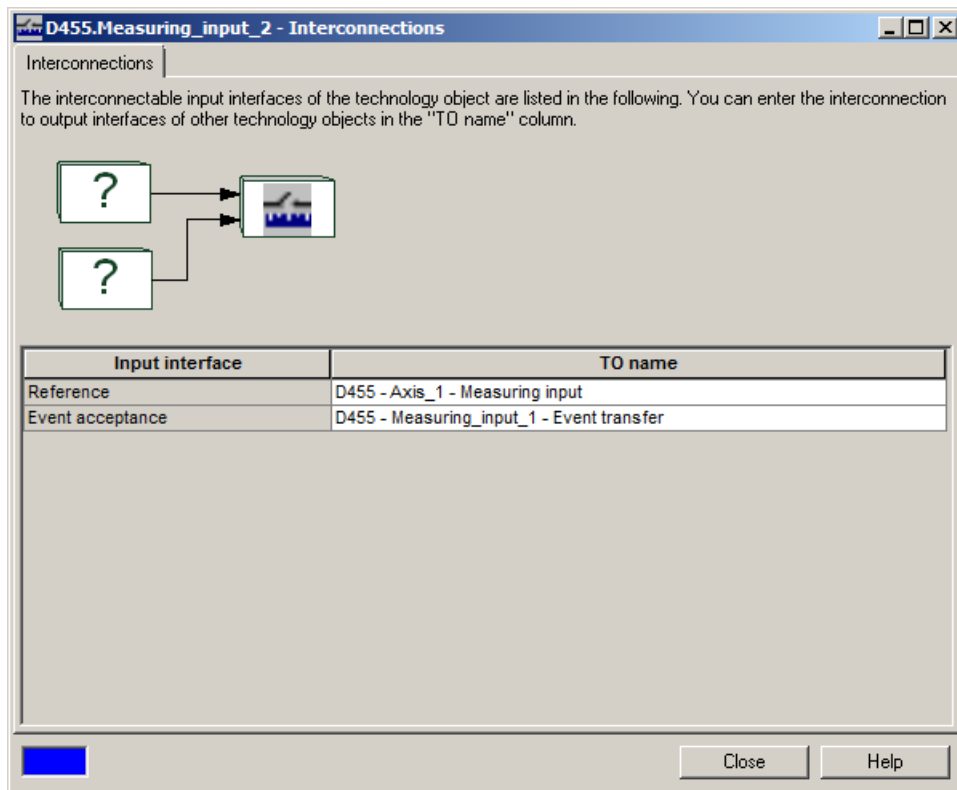 D455.Measuring_input_2 - Interconnections
Interconnections
The interconnectable input interfaces of the technology object are listed in the following. You can enter the interconnection
to output interfaces of other technology objects in the "TO name" column.
?
?
Input interface TO name
Reference D455 - Axis_1 - Measuring input
Event acceptance D455 - Measuring_input_1 - Event transfer
Close Help